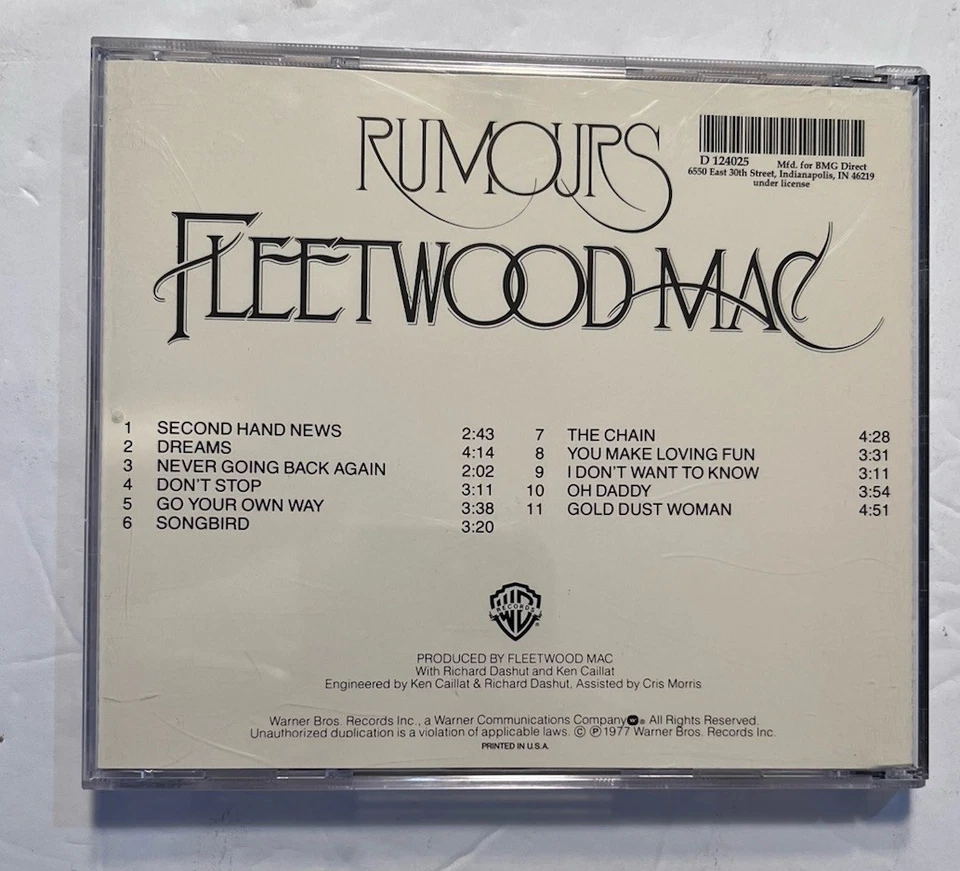 RUMOURS
D 124025 Mfd. for BMG Direct
6550 East 30th Street, Indianapolis, IN 46219
under license
FLEETWOOD MAC
1 SECOND HAND NEWS 2:43
2 DREAMS 4:14
3 NEVER GOING BACK AGAIN 2:02
4 DON'T STOP 3:11
5 GO YOUR OWN WAY 3:38
6 SONGBIRD 3:20
7 THE CHAIN 4:28
8 YOU MAKE LOVING FUN 3:31
9 I DON'T WANT TO KNOW 3:11
10 OH DADDY 3:54
11 GOLD DUST WOMAN 4:51
WB
RECORDS
PRODUCED BY FLEETWOOD MAC
With Richard Dashut and Ken Caillat
Engineered by Ken Caillat & Richard Dashut, Assisted by Cris Morris
Warner Bros. Records Inc., a Warner Communications Company ® All Rights Reserved.
Unauthorized duplication is a violation of applicable laws. © ℗ 1977 Warner Bros. Records Inc.
PRINTED IN U.S.A.